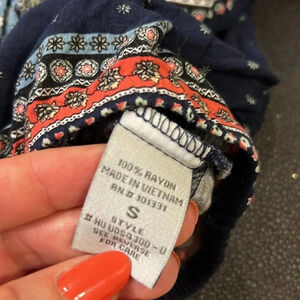 100% RAYON
MADE IN VIETNAM
RN# 101331
S
STYLE
SEE REVERSE
FOR CARE